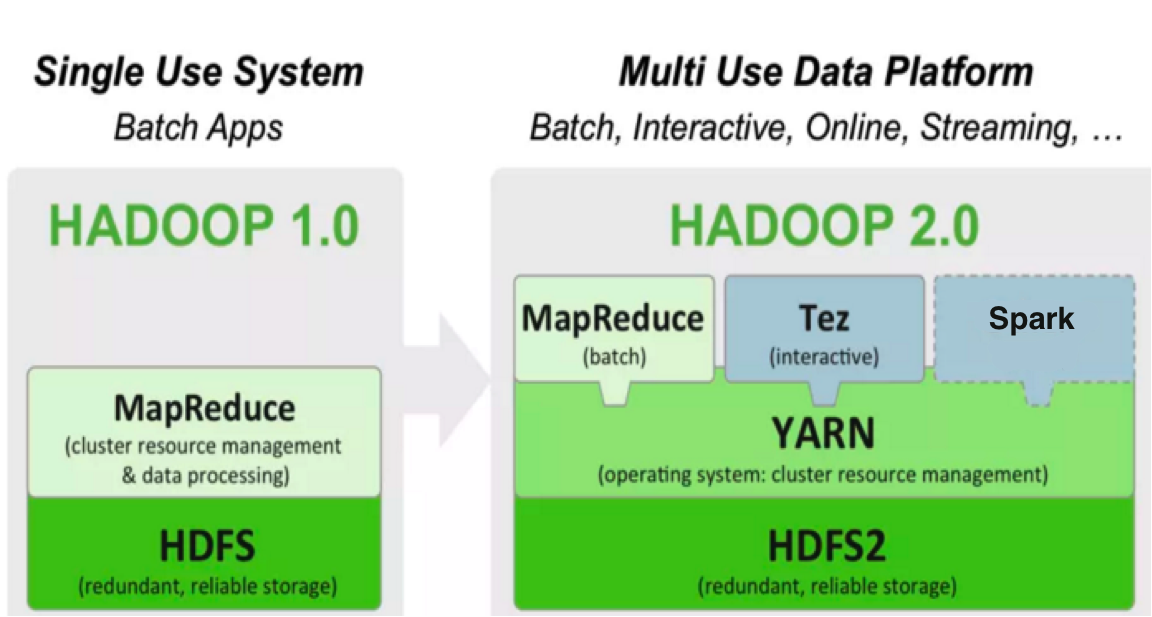 Single Use System
Batch Apps
HADOOP 1.0
MapReduce
(cluster resource management
& data processing)
HDFS
(redundant, reliable storage)
Multi Use Data Platform
Batch, Interactive, Online, Streaming, …
HADOOP 2.0
MapReduce
(batch)
Tez
(interactive)
Spark
YARN
(operating system: cluster resource management)
HDFS2
(redundant, reliable storage)